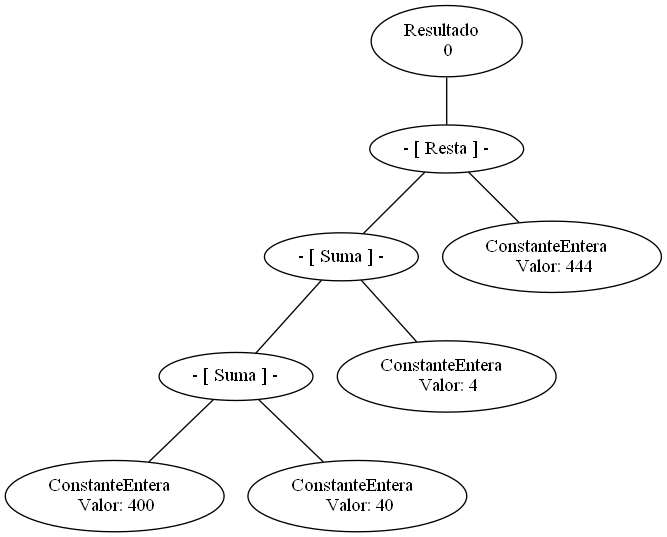 Resultado
0
- [ Resta ] -
- [ Suma ] -
ConstanteEntera
Valor: 444
- [ Suma ] -
ConstanteEntera
Valor: 4
ConstanteEntera
Valor: 400
ConstanteEntera
Valor: 40